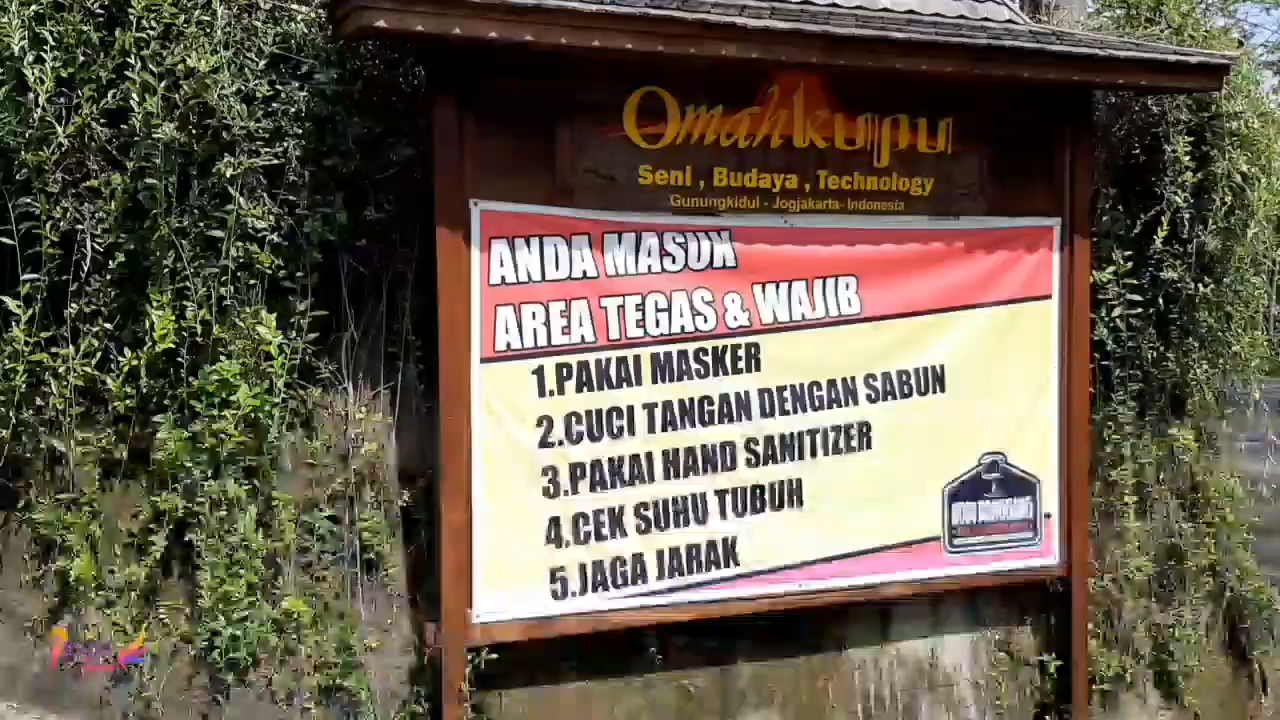 Omahkupu
Seni , Budaya , Technology
Gunungkidul - Jogjakarta- Indonesia
ANDA MASUK
AREA TEGAS & WAJIB
1.PAKAI MASKER
2.CUCI TANGAN DENGAN SABUN
3.PAKAI HAND SANITIZER
4.CEK SUHU TUBUH
5.JAGA JARAK